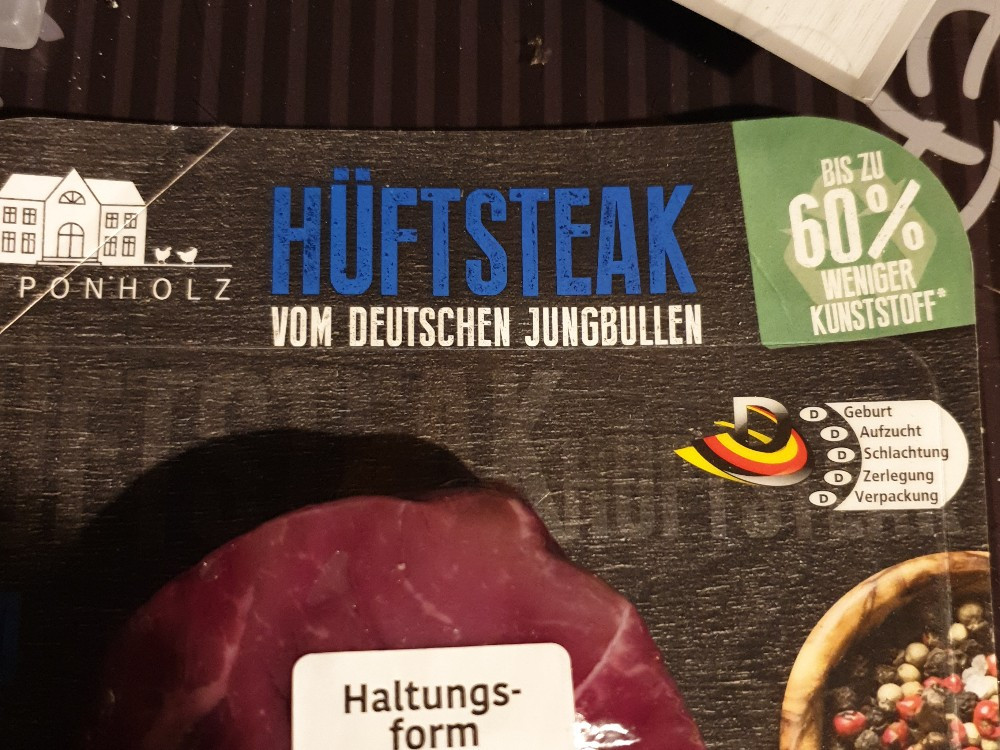 PONHOLZ
HÜFTSTEAK
VOM DEUTSCHEN JUNGBULLEN
BIS ZU
60%
WENIGER
KUNSTSTOFF*
D
D Geburt
D Aufzucht
D Schlachtung
D Zerlegung
D Verpackung
Haltungs-
form